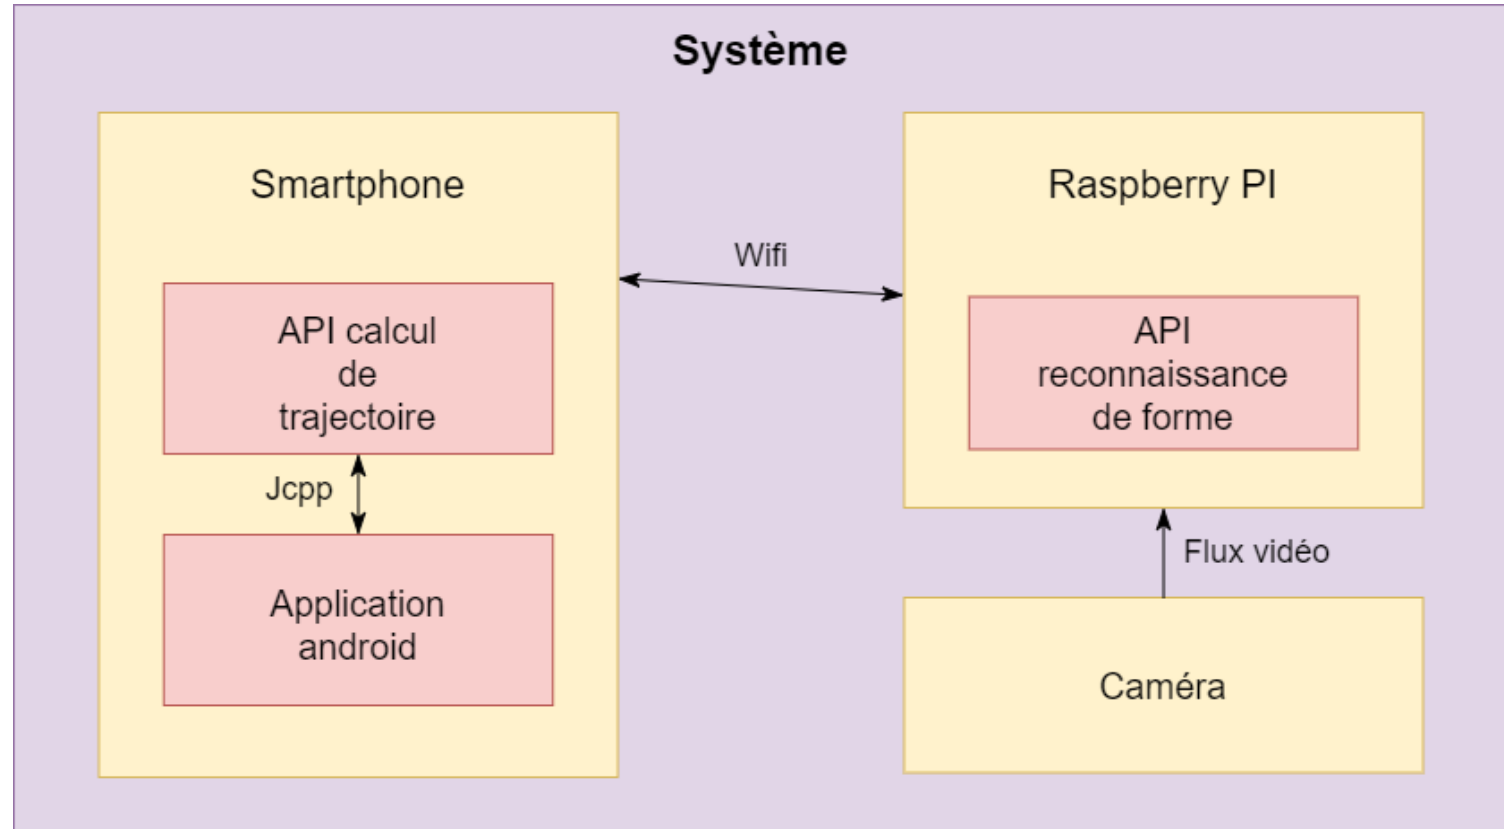 Système
Smartphone
API calcul
de
trajectoire
Jcpp
Application
android
Wifi
Raspberry PI
API
reconnaissance
de forme
Flux vidéo
Caméra